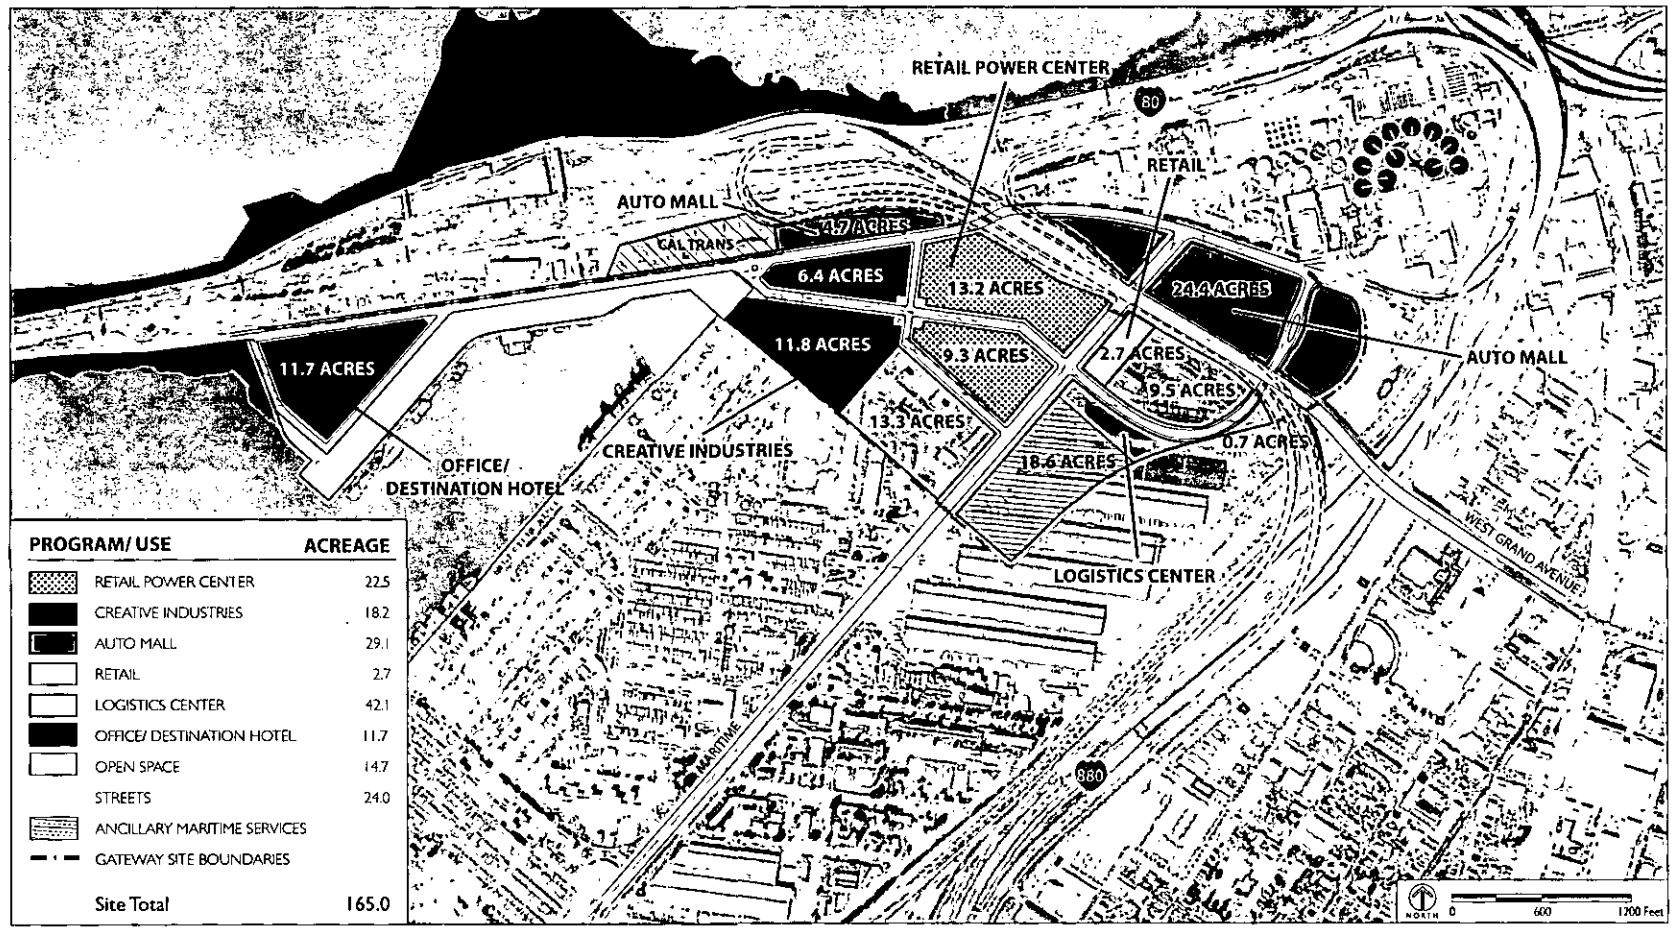 RETAIL POWER CENTER
80
RETAIL
AUTO MALL
4.7 ACRES
CAL TRANS
6.4 ACRES
13.2 ACRES
24.4 ACRES
11.7 ACRES
11.8 ACRES
9.3 ACRES
2.7 ACRES
AUTO MALL
9.5 ACRES
13.3 ACRES
0.7 ACRES
CREATIVE INDUSTRIES
18.6 ACRES
OFFICE/
DESTINATION HOTEL
WEST GRAND AVENUE
LOGISTICS CENTER
MARITIME
880
PROGRAM/ USE ACREAGE
RETAIL POWER CENTER 22.5
CREATIVE INDUSTRIES 18.2
AUTO MALL 29.1
RETAIL 2.7
LOGISTICS CENTER 42.1
OFFICE/ DESTINATION HOTEL 11.7
OPEN SPACE 14.7
STREETS 24.0
ANCILLARY MARITIME SERVICES
GATEWAY SITE BOUNDARIES
Site Total 165.0
NORTH
0 600 1200 Feet